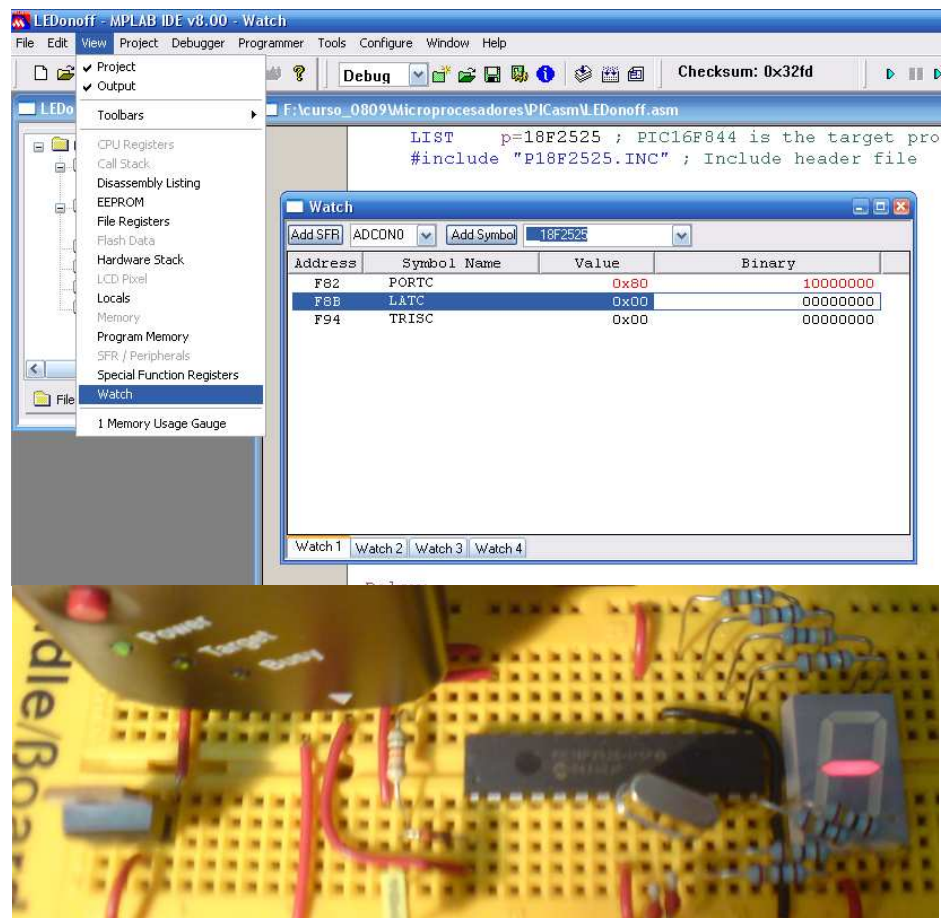 LEDonoff - MPLAB IDE v8.00 - Watch
File Edit View Project Debugger Programmer Tools Configure Window Help
Debug Checksum: 0x32fd
Project
Output
Toolbars
CPU Registers
Call Stack
Disassembly Listing
EEPROM
File Registers
Flash Data
Hardware Stack
LCD Pixel
Locals
Memory
Program Memory
SFR / Peripherals
Special Function Registers
Watch
1 Memory Usage Gauge
LEDo
File
F:\curso_0809\Microprocesadores\PICasm\LEDonoff.asm
LIST p=18F2525 ; PIC16F844 is the target pro
#include "P18F2525.INC" ; Include header file
Watch
Add SFR ADCON0 Add Symbol _18F2525
Address Symbol Name Value Binary
F82 PORTC 0x80 10000000
F8B LATC 0x00 00000000
F94 TRISC 0x00 00000000
Watch 1 Watch 2 Watch 3 Watch 4
Power
Target
Busy
dle/Board